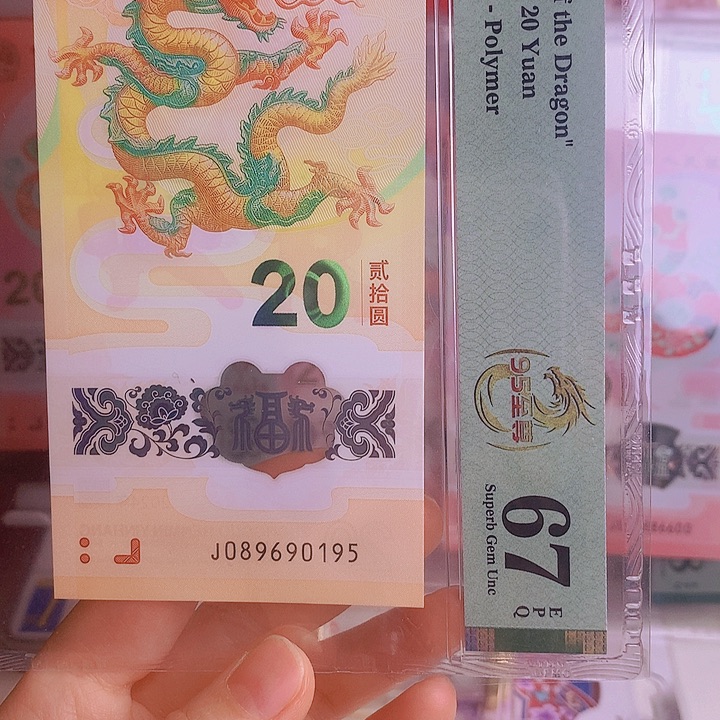 20
贰拾圆
福
J089690195
f the Dragon"
20 Yuan
- Polymer
95至尊
67
EPQ
Superb Gem Unc
20